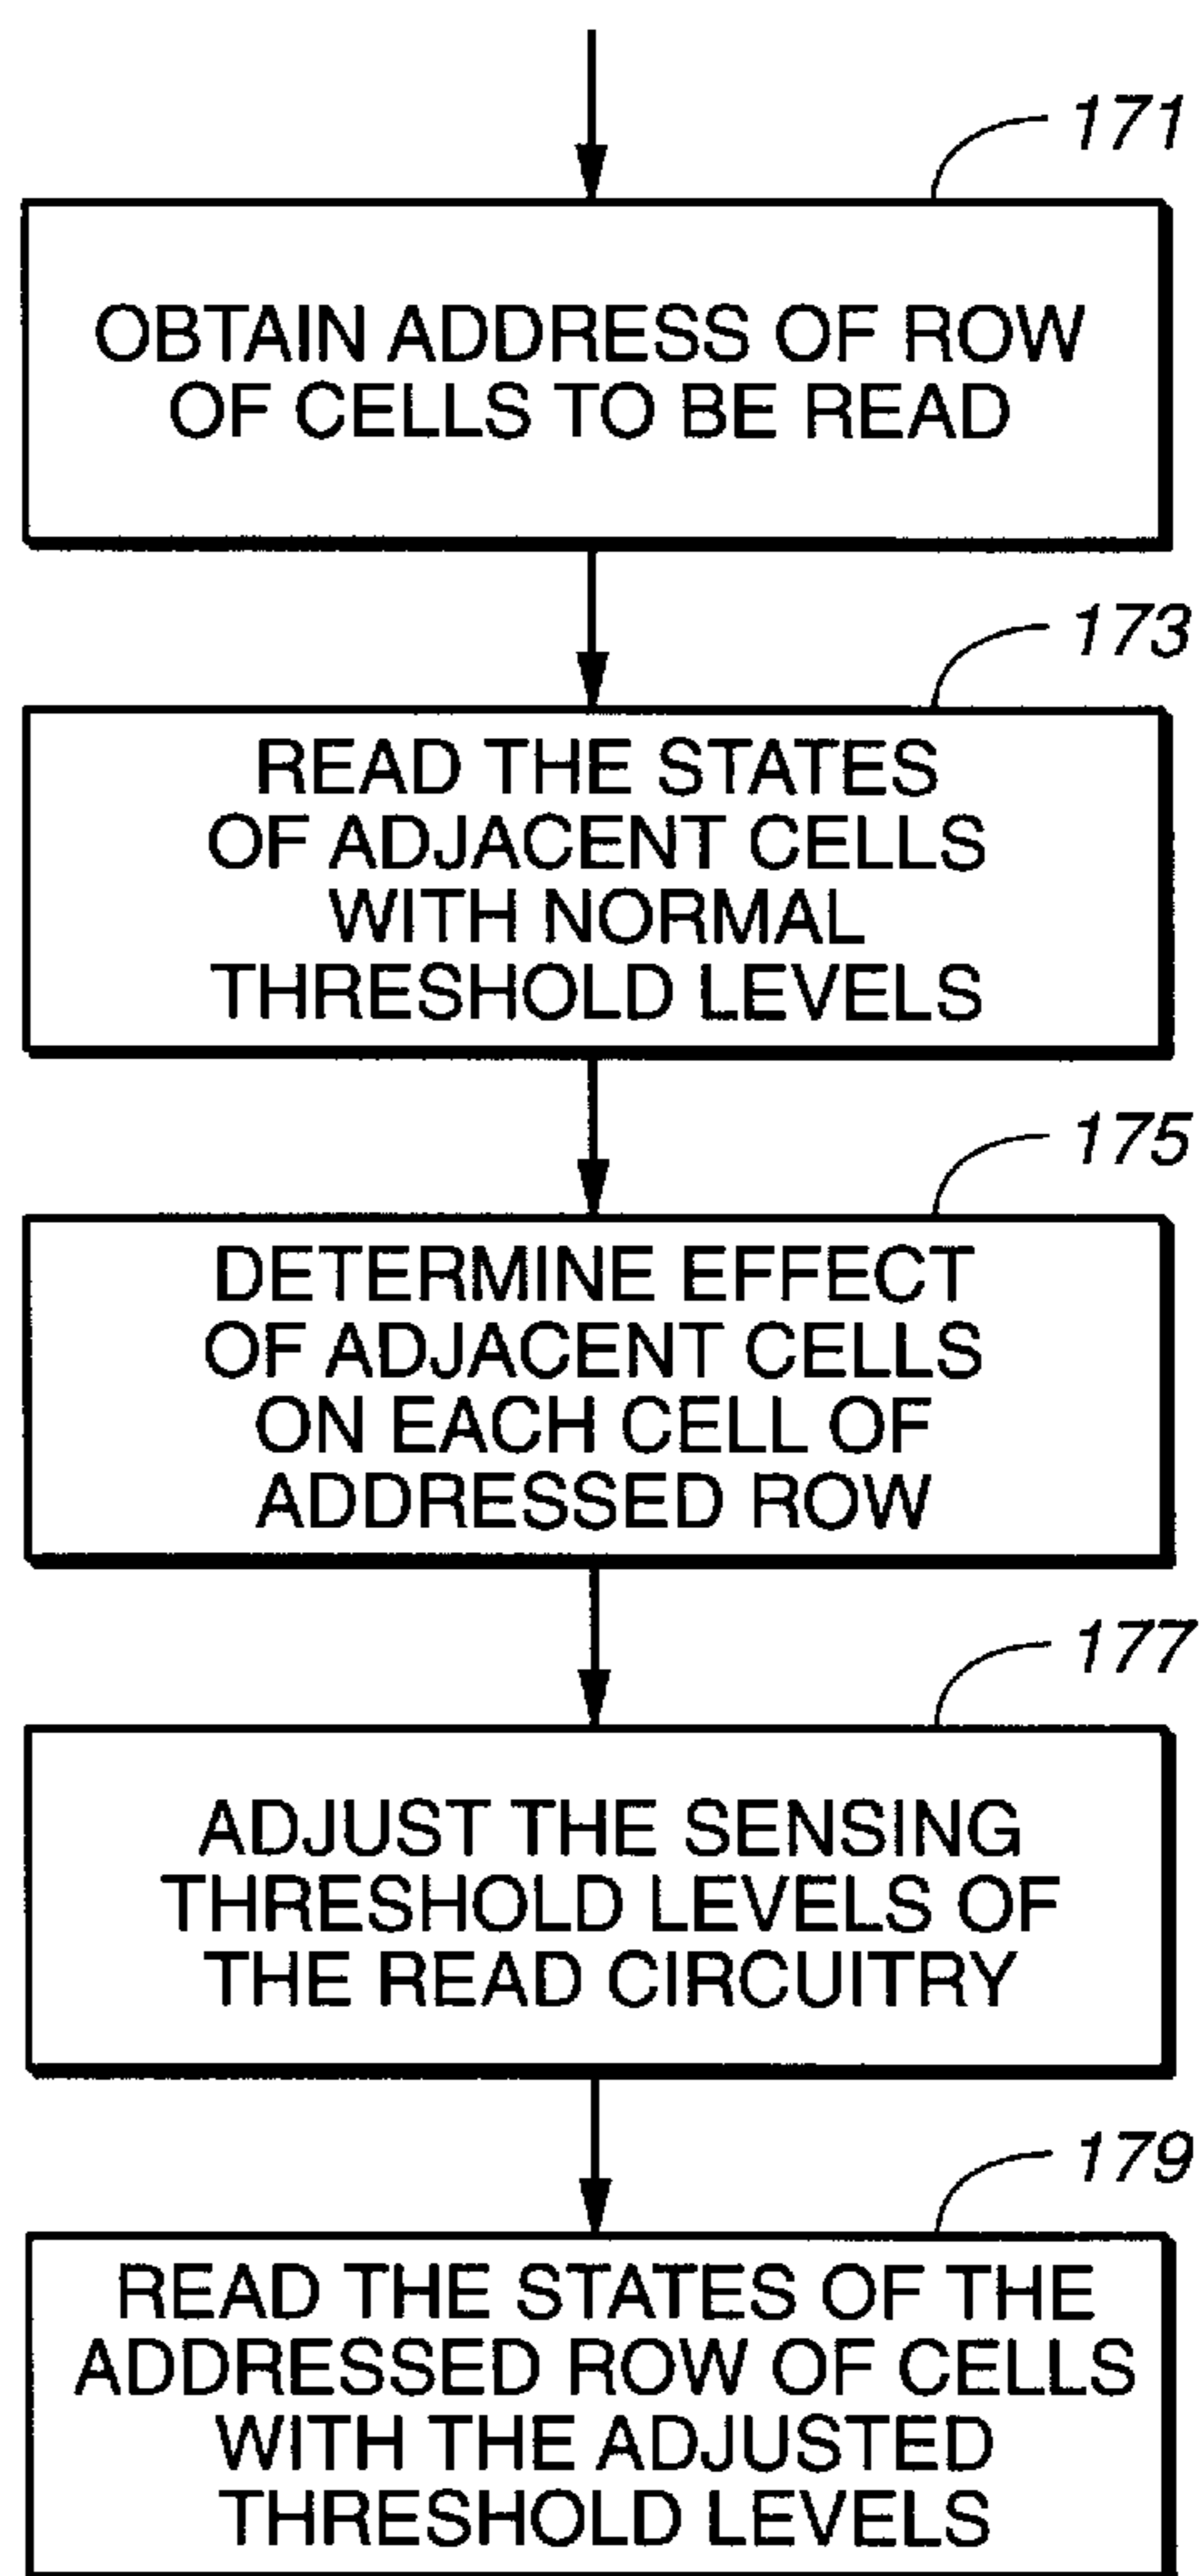 171
OBTAIN ADDRESS OF ROW
OF CELLS TO BE READ
173
READ THE STATES
OF ADJACENT CELLS
WITH NORMAL
THRESHOLD LEVELS
175
DETERMINE EFFECT
OF ADJACENT CELLS
ON EACH CELL OF
ADDRESSED ROW
177
ADJUST THE SENSING
THRESHOLD LEVELS OF
THE READ CIRCUITRY
179
READ THE STATES OF THE
ADDRESSED ROW OF CELLS
WITH THE ADJUSTED
THRESHOLD LEVELS